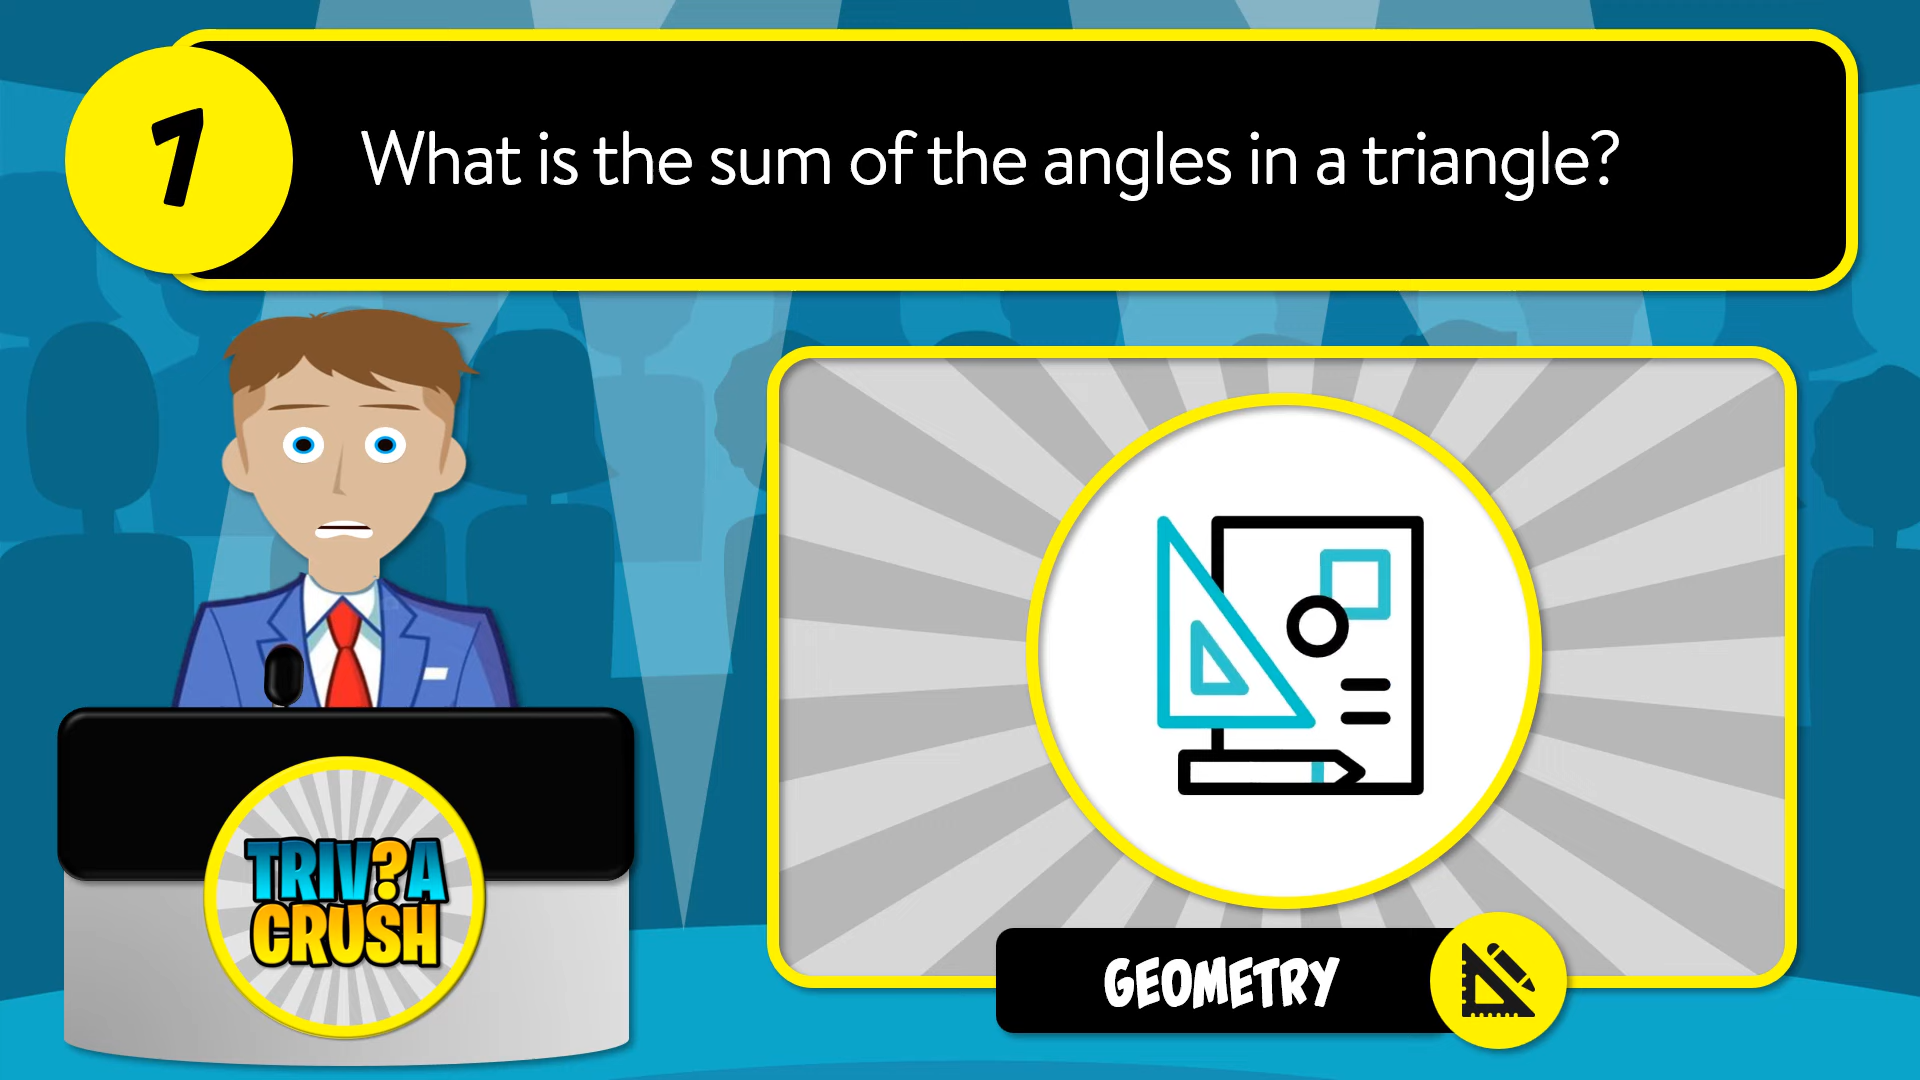 1
What is the sum of the angles in a triangle?
TRIV?A
CRUSH
GEOMETRY